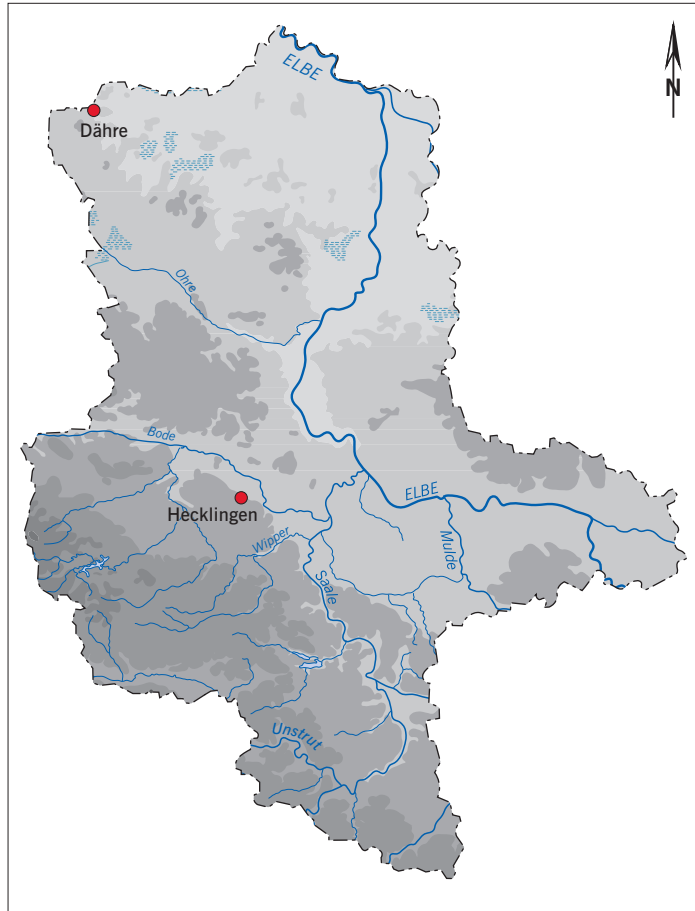 ELBE
N
Dähre
Ohre
Bode
ELBE
Hecklingen
Wipper
Mulde
Saale
Unstrut